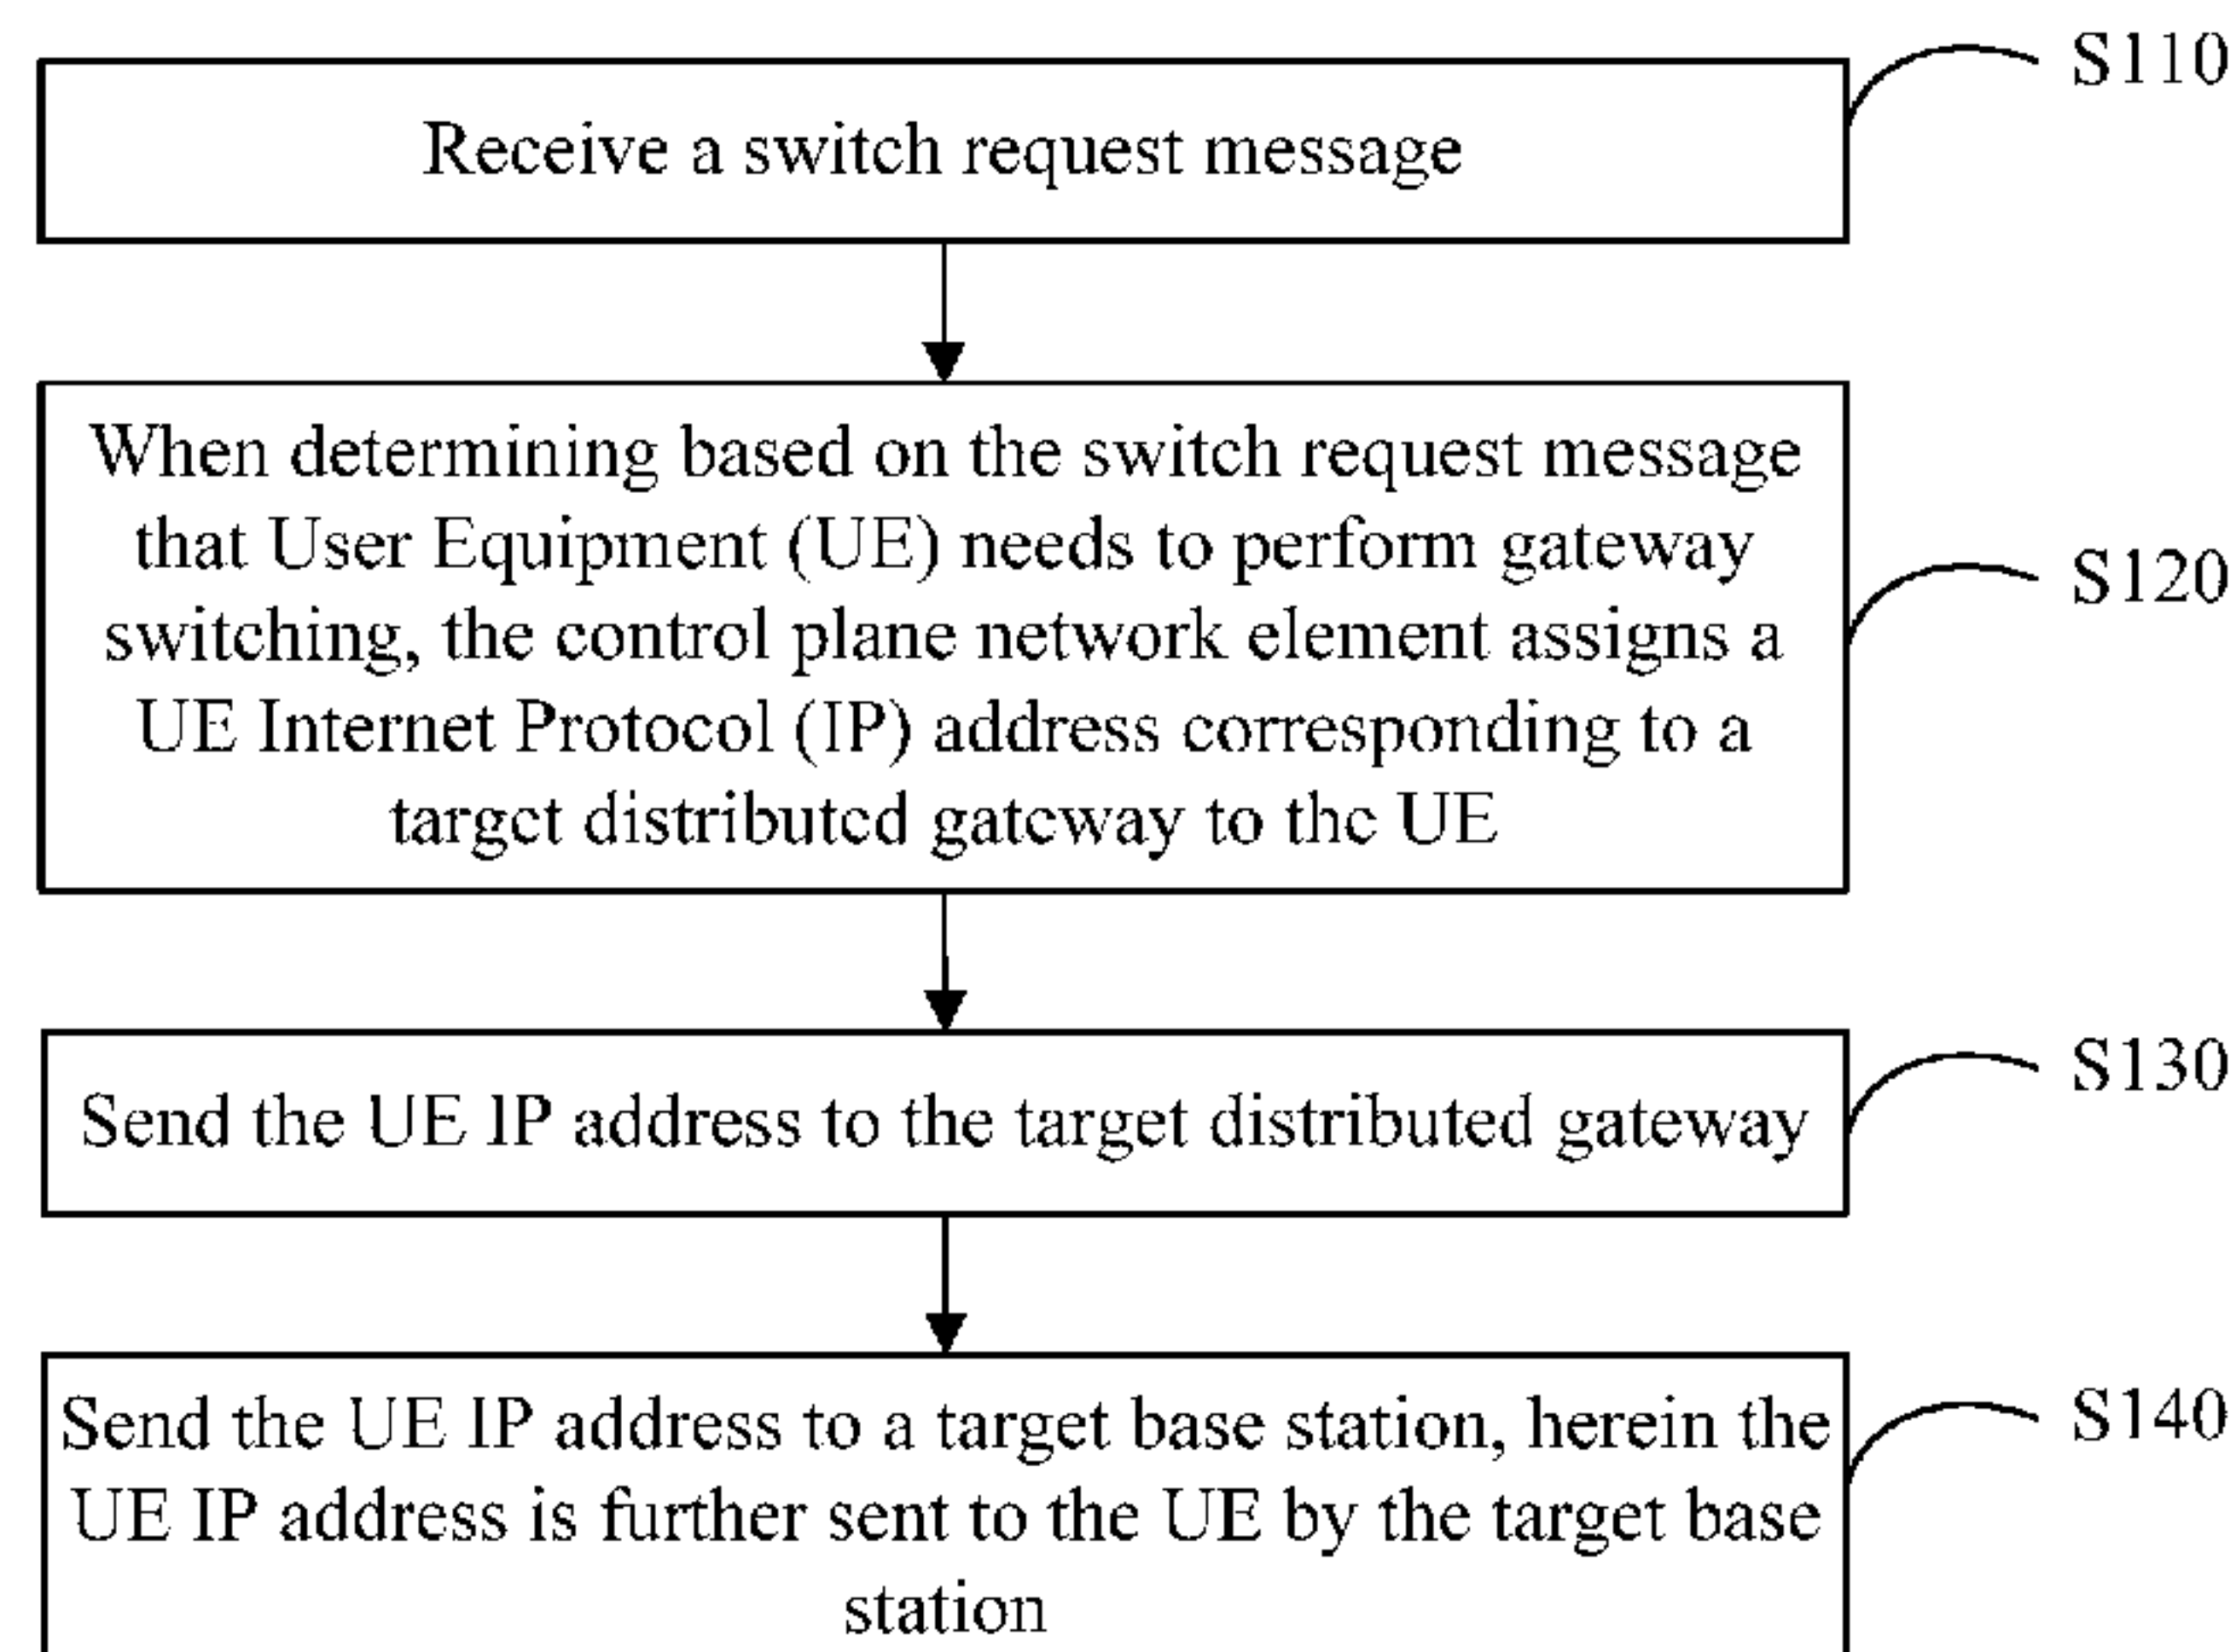 S110
Receive a switch request message
When determining based on the switch request message
that User Equipment (UE) needs to perform gateway
switching, the control plane network element assigns a
UE Internet Protocol (IP) address corresponding to a
target distributed gateway to the UE
S120
S130
Send the UE IP address to the target distributed gateway
S140
Send the UE IP address to a target base station, herein the
UE IP address is further sent to the UE by the target base
station